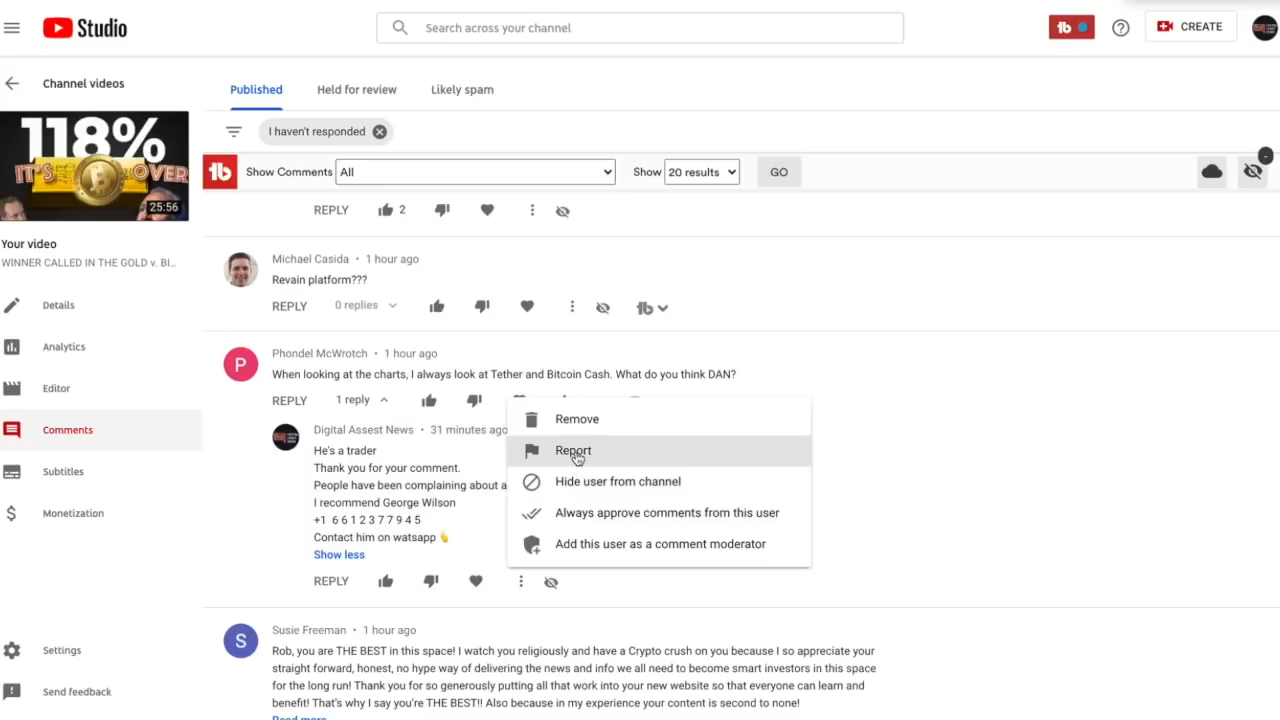 Studio
Search across your channel
CREATE
Channel videos
Published
Held for review
Likely spam
118%
IT'S OVER
25:56
I haven't responded
Show Comments
All
Show
20 results
GO
Your video
WINNER CALLED IN THE GOLD v. BI...
Details
Analytics
Editor
Comments
Subtitles
Monetization
Settings
Send feedback
REPLY
2
Michael Casida • 1 hour ago
Revain platform???
REPLY
0 replies
Phondel McWrotch • 1 hour ago
When looking at the charts, I always look at Tether and Bitcoin Cash. What do you think DAN?
REPLY
1 reply
P
Digital Assest News • 31 minutes ago
He's a trader
Thank you for your comment.
People have been complaining about a
I recommend George Wilson
+1 6 6 1 2 3 7 7 9 4 5
Contact him on watsapp 👆
Show less
REPLY
Remove
Report
Hide user from channel
Always approve comments from this user
Add this user as a comment moderator
S
Susie Freeman • 1 hour ago
Rob, you are THE BEST in this space! I watch you religiously and have a Crypto crush on you because I so appreciate your
straight forward, honest, no hype way of delivering the news and info we all need to become smart investors in this space
for the long run! Thank you for so generously putting all that work into your new website so that everyone can learn and
benefit! That's why I say you're THE BEST!! Also because in my experience your content is second to none!
Read more